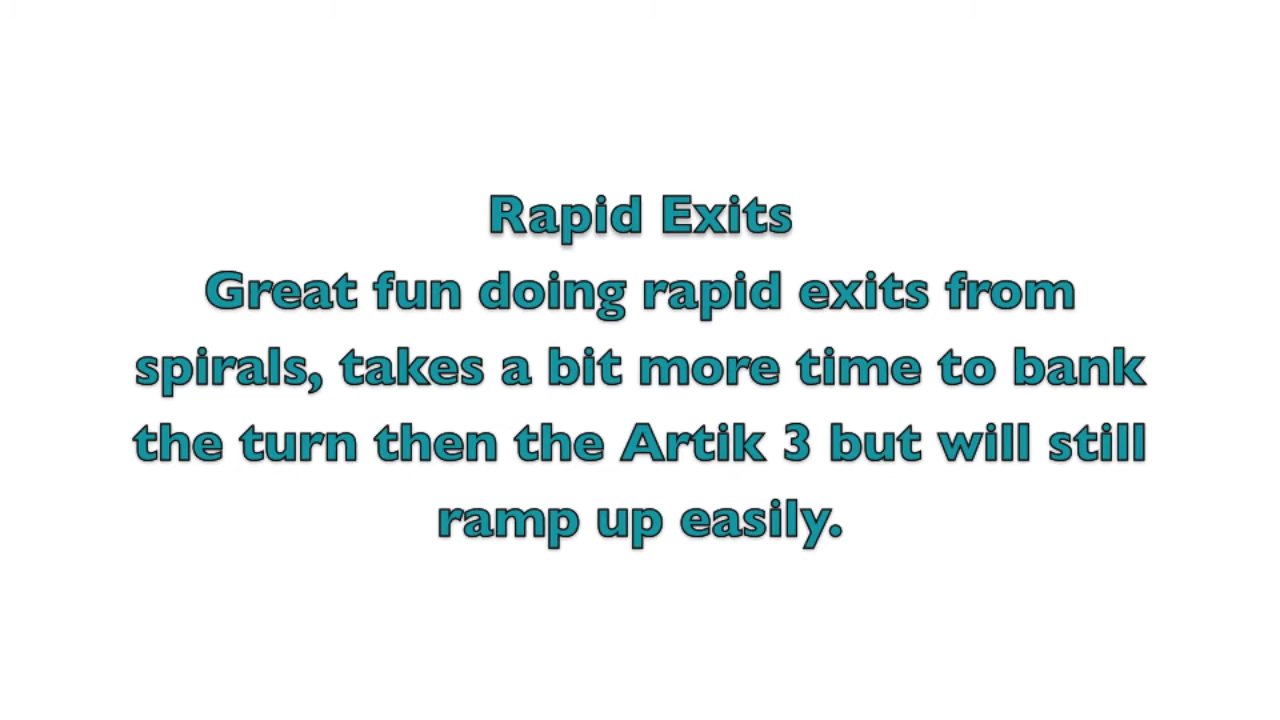 Rapid Exits
Great fun doing rapid exits from
spirals, takes a bit more time to bank
the turn then the Artik 3 but will still
ramp up easily.